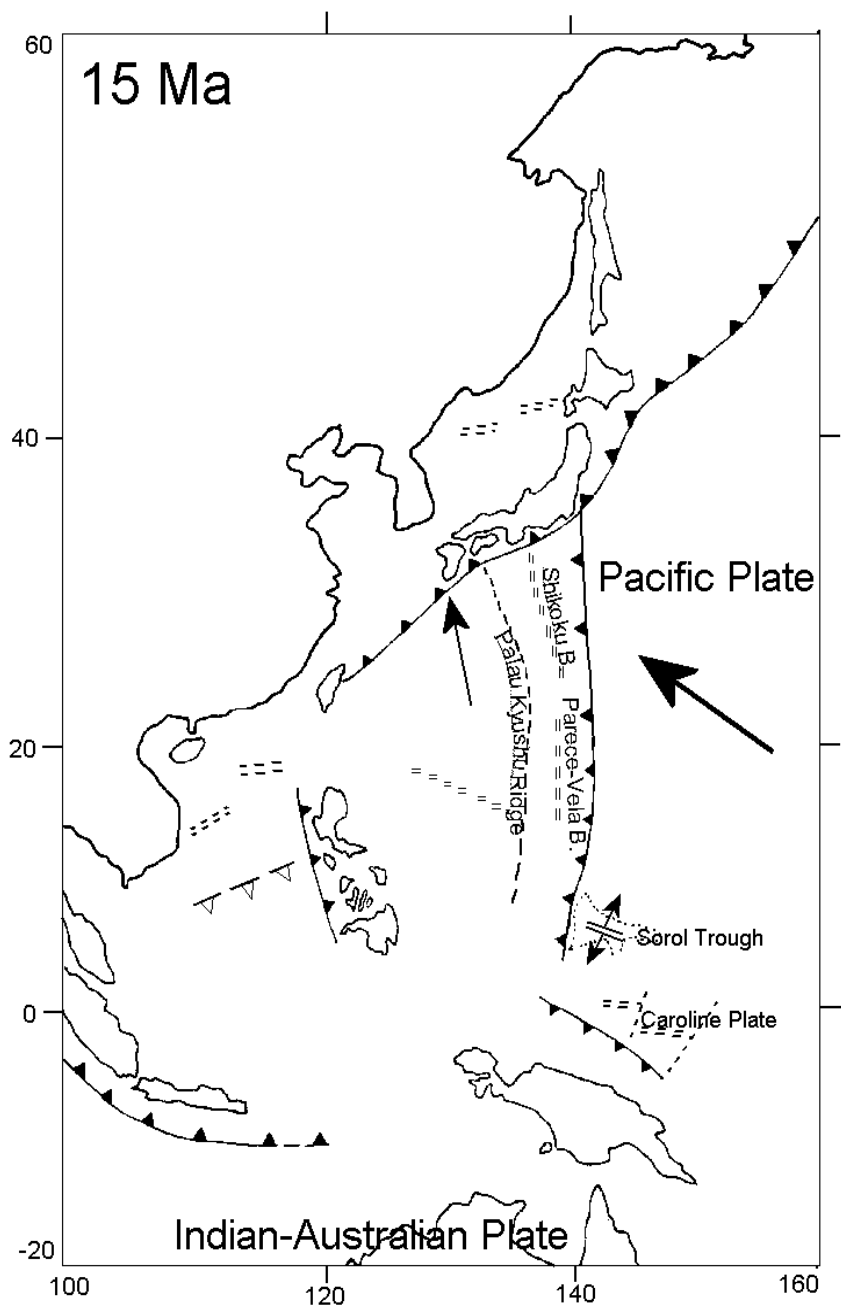 60
15 Ma
40
Pacific Plate
Shikoku B.
Palau Kyushu Ridge
Parece-Vela B.
20
Sorol Trough
0
Caroline Plate
Indian-Australian Plate
-20
100
120
140
160